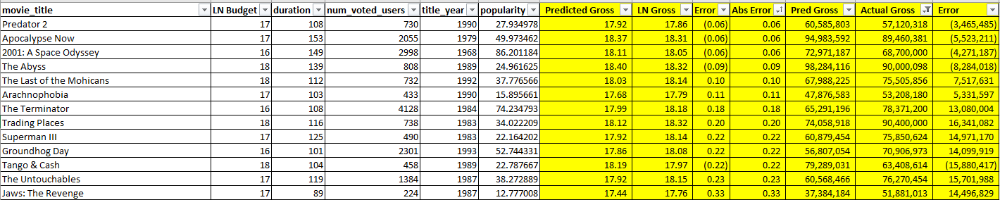 movie_title LN Budget duration num_voted_users title_year popularity Predicted Gross LN Gross Error Abs Error Pred Gross Actual Gross Error
Predator 2 17 108 730 1990 27.934978 17.92 17.86 (0.06) 0.06 60,585,803 57,120,318 (3,465,485)
Apocalypse Now 17 153 2055 1979 49.973462 18.37 18.31 (0.06) 0.06 94,983,592 89,460,381 (5,523,211)
2001: A Space Odyssey 16 149 2998 1968 86.201184 18.11 18.05 (0.06) 0.06 72,971,187 68,700,000 (4,271,187)
The Abyss 18 139 808 1989 24.961625 18.40 18.32 (0.09) 0.09 98,284,116 90,000,098 (8,284,018)
The Last of the Mohicans 18 112 732 1992 37.776566 18.03 18.14 0.10 0.10 67,988,225 75,505,856 7,517,631
Arachnophobia 17 103 433 1990 15.895661 17.68 17.79 0.11 0.11 47,876,583 53,208,180 5,331,597
The Terminator 16 108 4128 1984 74.234793 17.99 18.18 0.18 0.18 65,291,196 78,371,200 13,080,004
Trading Places 18 116 738 1983 34.022209 18.12 18.32 0.20 0.20 74,058,918 90,400,000 16,341,082
Superman III 17 125 490 1983 22.164202 17.92 18.14 0.22 0.22 60,879,454 75,850,624 14,971,170
Groundhog Day 16 101 2301 1993 52.744331 17.86 18.08 0.22 0.22 56,807,054 70,906,973 14,099,919
Tango & Cash 18 104 458 1989 22.787667 18.19 17.97 (0.22) 0.22 79,289,031 63,408,614 (15,880,417)
The Untouchables 17 119 1384 1987 38.272889 17.92 18.15 0.23 0.23 60,568,466 76,270,454 15,701,988
Jaws: The Revenge 17 89 224 1987 12.777008 17.44 17.76 0.33 0.33 37,384,184 51,881,013 14,496,829